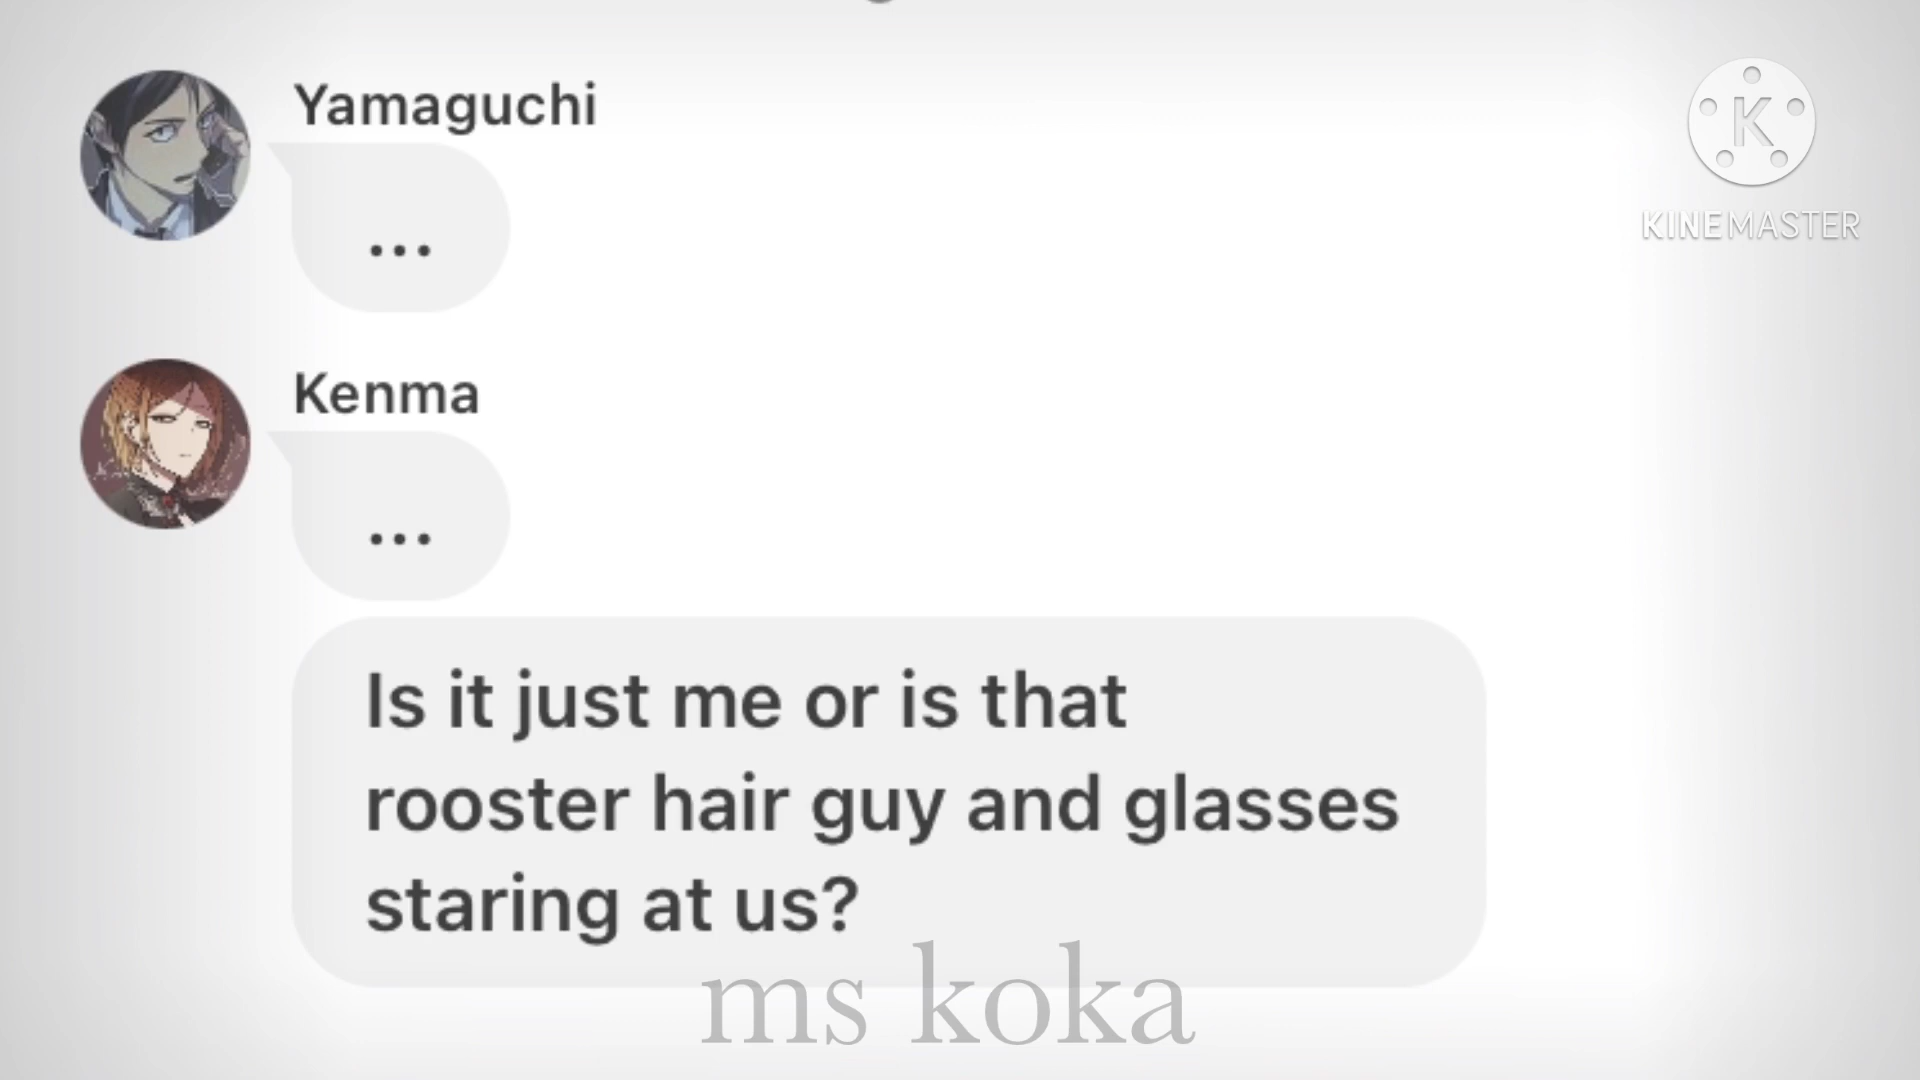 Yamaguchi
...
K
KINEMASTER
Kenma
...
Is it just me or is that
rooster hair guy and glasses
staring at us?
ms koka